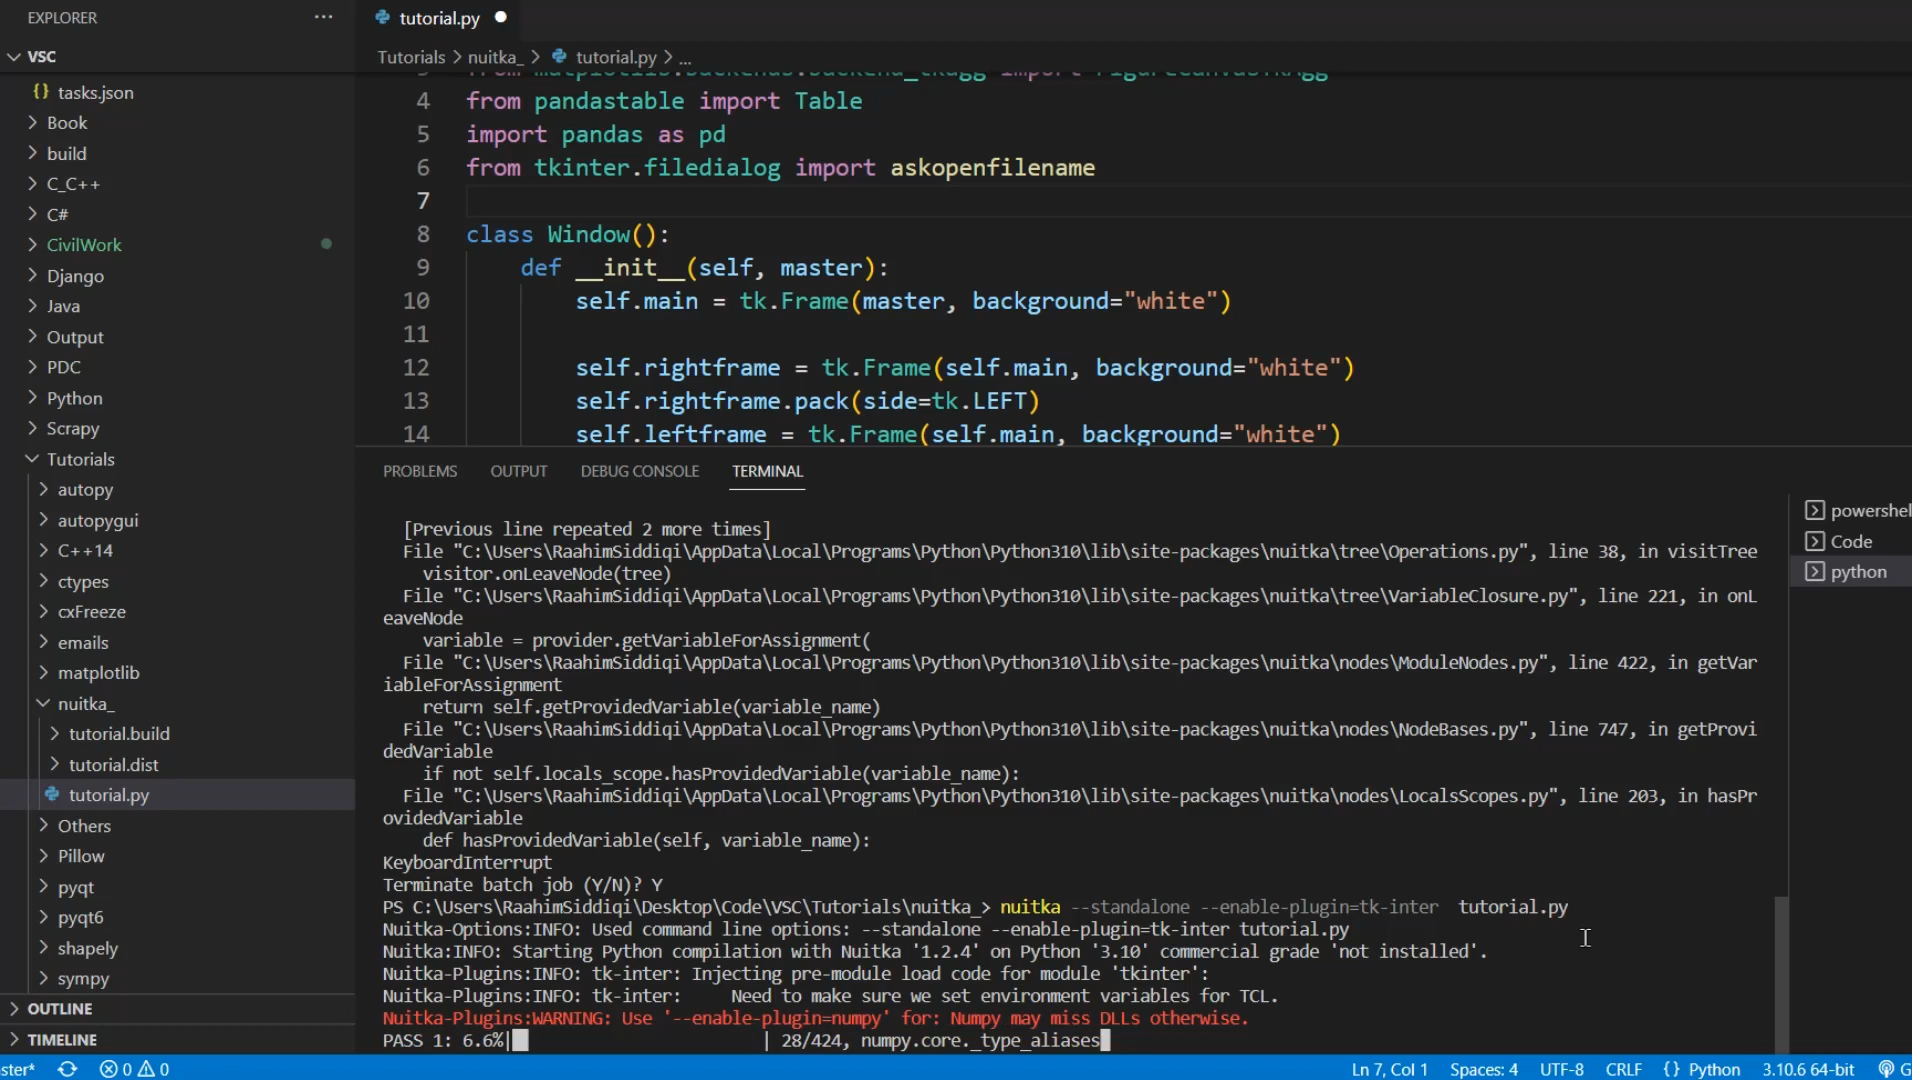 EXPLORER
...
tutorial.py
VSC
Tutorials > nuitka_ > tutorial.py > ...
tasks.json
Book
build
C_C++
C#
CivilWork
Django
Java
Output
PDC
Python
Scrapy
Tutorials
autopy
autopygui
C++14
ctypes
cxFreeze
emails
matplotlib
nuitka_
tutorial.build
tutorial.dist
tutorial.py
Others
Pillow
pyqt
pyqt6
shapely
sympy
OUTLINE
TIMELINE
from matplotlib.backends.backend_tkagg import FigureCanvasTkAgg
4 from pandastable import Table
5 import pandas as pd
6 from tkinter.filedialog import askopenfilename
7
8 class Window():
9 def __init__(self, master):
10 self.main = tk.Frame(master, background="white")
11
12 self.rightframe = tk.Frame(self.main, background="white")
13 self.rightframe.pack(side=tk.LEFT)
14 self.leftframe = tk.Frame(self.main, background="white")
PROBLEMS OUTPUT DEBUG CONSOLE TERMINAL
[Previous line repeated 2 more times]
File "C:\Users\RaahimSiddiqi\AppData\Local\Programs\Python\Python310\lib\site-packages\nuitka\tree\Operations.py", line 38, in visitTree
visitor.onLeaveNode(tree)
File "C:\Users\RaahimSiddiqi\AppData\Local\Programs\Python\Python310\lib\site-packages\nuitka\tree\VariableClosure.py", line 221, in onL
eaveNode
variable = provider.getVariableForAssignment(
File "C:\Users\RaahimSiddiqi\AppData\Local\Programs\Python\Python310\lib\site-packages\nuitka\nodes\ModuleNodes.py", line 422, in getVar
iableForAssignment
return self.getProvidedVariable(variable_name)
File "C:\Users\RaahimSiddiqi\AppData\Local\Programs\Python\Python310\lib\site-packages\nuitka\nodes\NodeBases.py", line 747, in getProvi
dedVariable
if not self.locals_scope.hasProvidedVariable(variable_name):
File "C:\Users\RaahimSiddiqi\AppData\Local\Programs\Python\Python310\lib\site-packages\nuitka\nodes\LocalsScopes.py", line 203, in hasPr
ovidedVariable
def hasProvidedVariable(self, variable_name):
KeyboardInterrupt
Terminate batch job (Y/N)? Y
PS C:\Users\RaahimSiddiqi\Desktop\Code\VSC\Tutorials\nuitka_> nuitka --standalone --enable-plugin=tk-inter tutorial.py
Nuitka-Options:INFO: Used command line options: --standalone --enable-plugin=tk-inter tutorial.py
Nuitka:INFO: Starting Python compilation with Nuitka '1.2.4' on Python '3.10' commercial grade 'not installed'.
Nuitka-Plugins:INFO: tk-inter: Injecting pre-module load code for module 'tkinter':
Nuitka-Plugins:INFO: tk-inter: Need to make sure we set environment variables for TCL.
Nuitka-Plugins:WARNING: Use '--enable-plugin=numpy' for: Numpy may miss DLLs otherwise.
PASS 1: 6.6%| | 28/424, numpy.core._type_aliases
powershel
Code
python
ster* 0 0 Ln 7, Col 1 Spaces: 4 UTF-8 CRLF {} Python 3.10.6 64-bit G